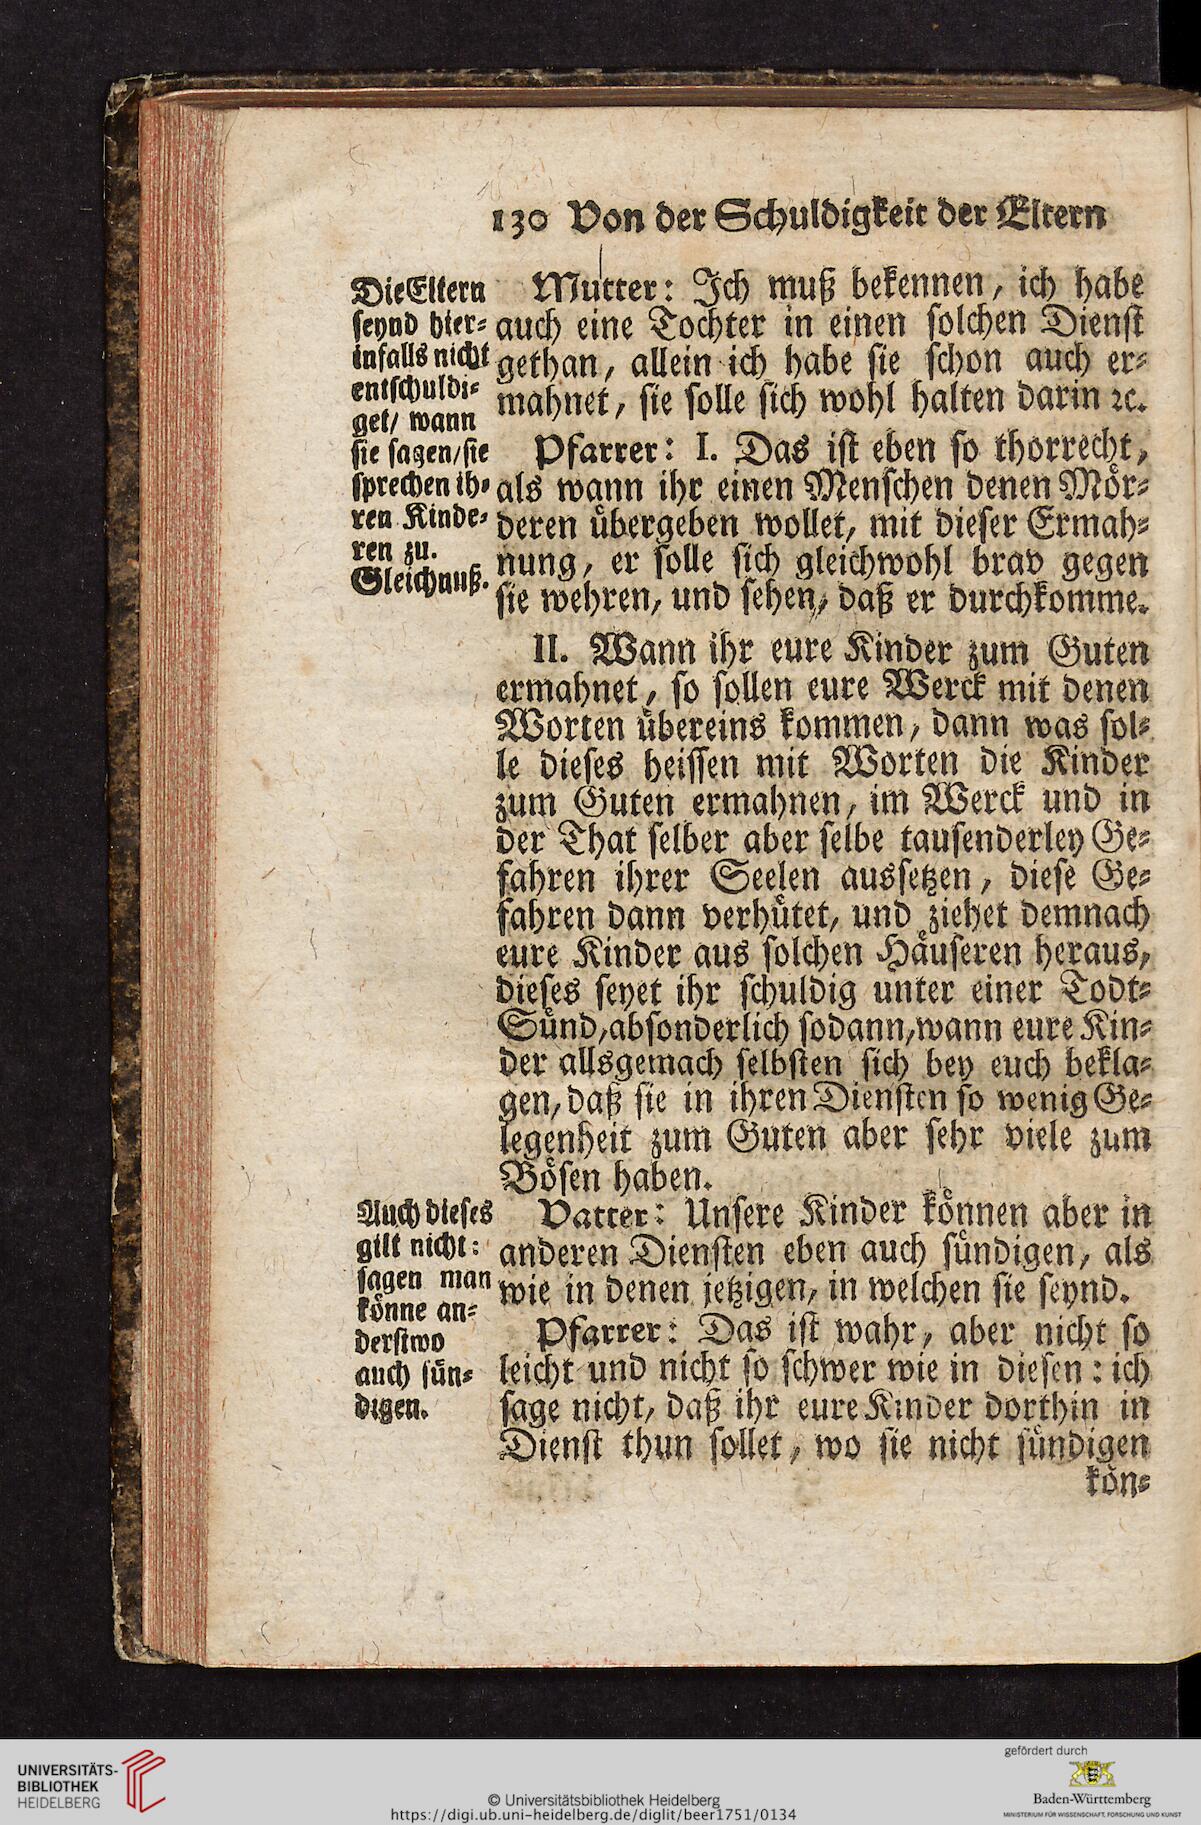 130 Von der Schuldigkeit der Eltern
Die Eltern
seynd hier-
infalls nicht
entschuldi-
get/ wann
sie sagen/sie
sprechen ih-
ren Kinde-
ren zu.
Gleichnuß.
Mutter: Ich muß bekennen, ich habe
auch eine Tochter in einen solchen Dienst
gethan, allein ich habe sie schon auch er-
mahnet, sie solle sich wohl halten darin ꝛc.
Pfarrer: I. Das ist eben so thorrecht,
als wann ihr einen Menschen denen Mör-
deren übergeben wollet, mit dieser Ermah-
nung, er solle sich gleichwohl brav gegen
sie wehren, und sehen, daß er durchkomme.
II. Wann ihr eure Kinder zum Guten
ermahnet, so sollen eure Werck mit denen
Worten übereins kommen, dann was sol-
le dieses heissen mit Worten die Kinder
zum Guten ermahnen, im Werck und in
der That selber aber selbe tausenderley Ge-
fahren ihrer Seelen aussetzen, diese Ge-
fahren dann verhütet, und ziehet demnach
eure Kinder aus solchen Häuseren heraus,
dieses seyet ihr schuldig unter einer Todt-
Sünd, absonderlich sodann, wann eure Kin-
der allsgemach selbsten sich bey euch bekla-
gen, daß sie in ihren Diensten so wenig Ge-
legenheit zum Guten aber sehr viele zum
Bösen haben.
Auch dieses
gilt nicht:
sagen man
könne an-
derstwo
auch sün-
digen.
Vatter: Unsere Kinder können aber in
anderen Diensten eben auch sündigen, als
wie in denen jetzigen, in welchen sie seynd.
Pfarrer: Das ist wahr, aber nicht so
leicht und nicht so schwer wie in diesen: ich
sage nicht, daß ihr eure Kinder dorthin in
Dienst thun sollet, wo sie nicht sündigen
kön-
UNIVERSITÄTS-
BIBLIOTHEK
HEIDELBERG
© Universitätsbibliothek Heidelberg
https://digi.ub.uni-heidelberg.de/diglit/beer1751/0134
gefördert durch
Baden-Württemberg
MINISTERIUM FÜR WISSENSCHAFT, FORSCHUNG UND KUNST